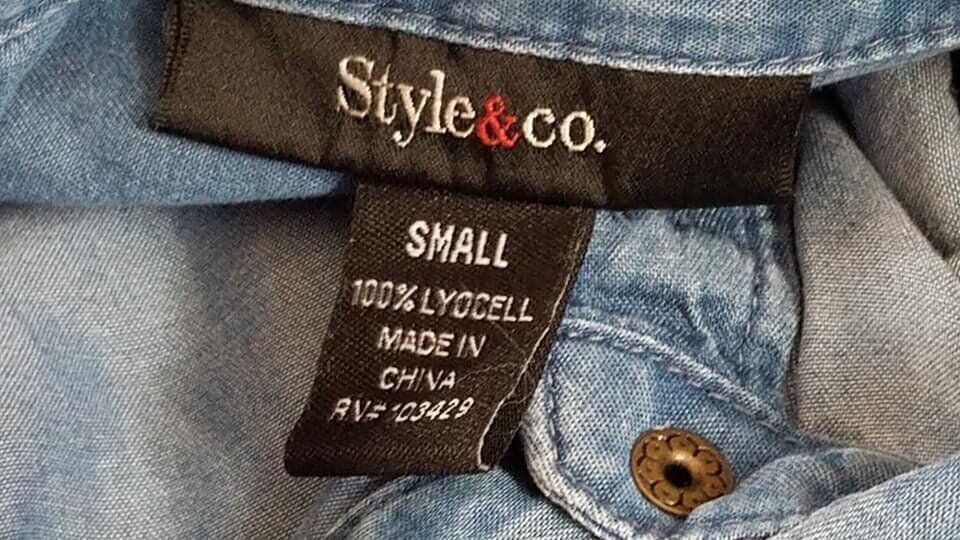 Style&co.
SMALL
100% LYOCELL
MADE IN
CHINA
RN# 103429